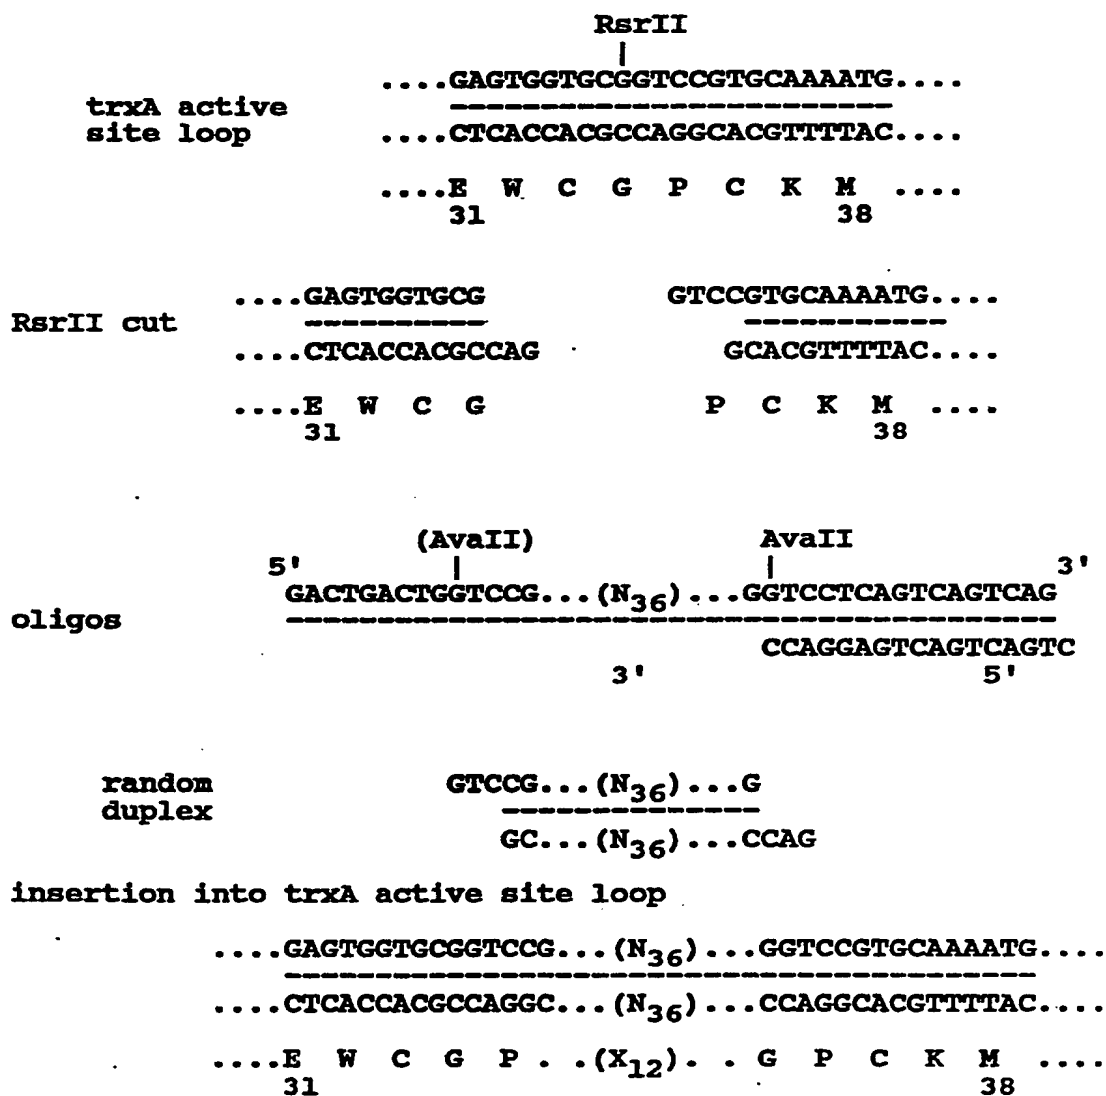 RsrII
....GAGTGGTGCGGTCCGTGCAAAATG....
trxA active
site loop
....CTCACCACGCCAGGCACGTTTTAC....
....E W C G P C K M ....
31 38
....GAGTGGTGCG GTCCGTGCAAAATG....
RsrII cut
....CTCACCACGCCAG GCACGTTTTAC....
....E W C G P C K M ....
31 38
(AvaII) AvaII
5' 3'
GACTGACTGGTCCG...(N36)...GGTCCTCAGTCAGTCAG
oligos
CCAGGAGTCAGTCAGTC
3' 5'
random
duplex
GTCCG...(N36)...G
GC...(N36)...CCAG
insertion into trxA active site loop
....GAGTGGTGCGGTCCG...(N36)...GGTCCGTGCAAAATG....
....CTCACCACGCCAGGC...(N36)...CCAGGCACGTTTTAC....
....E W C G P . .(X12). . G P C K M ....
31 38